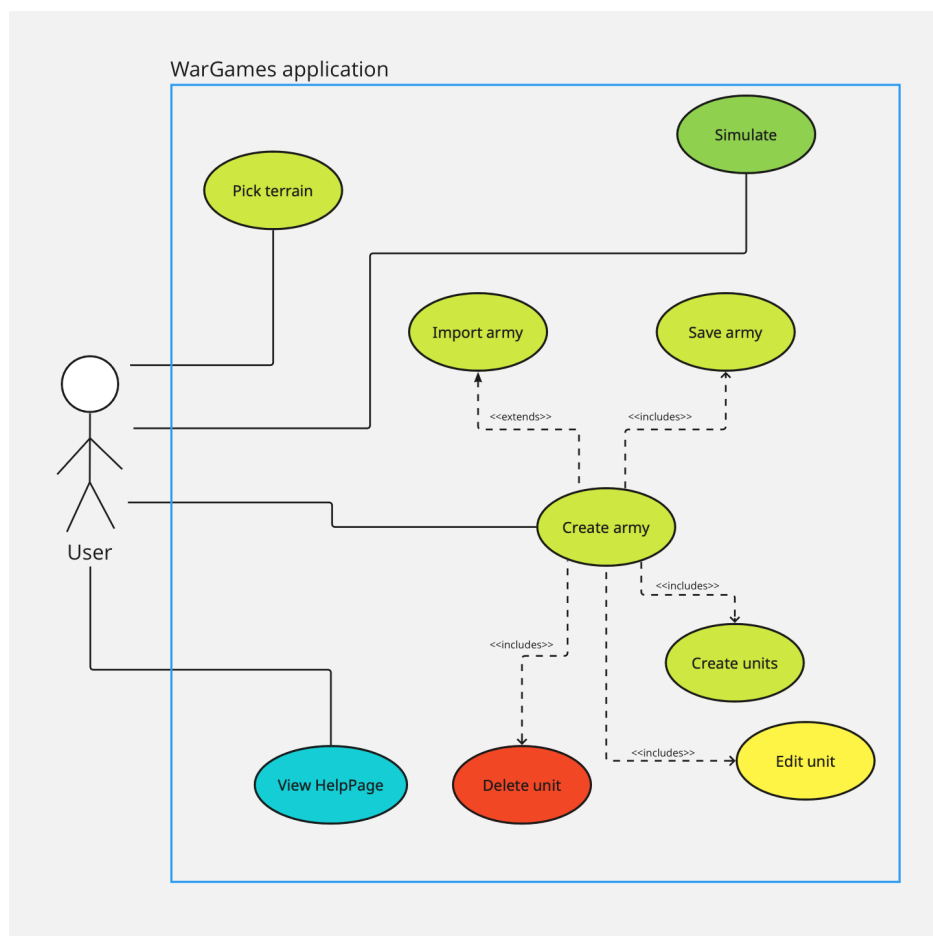 WarGames application
Simulate
Pick terrain
Import army
Save army
<<extends>>
<<includes>>
Create army
User
<<includes>>
<<includes>>
Create units
<<includes>>
Edit unit
View HelpPage
Delete unit